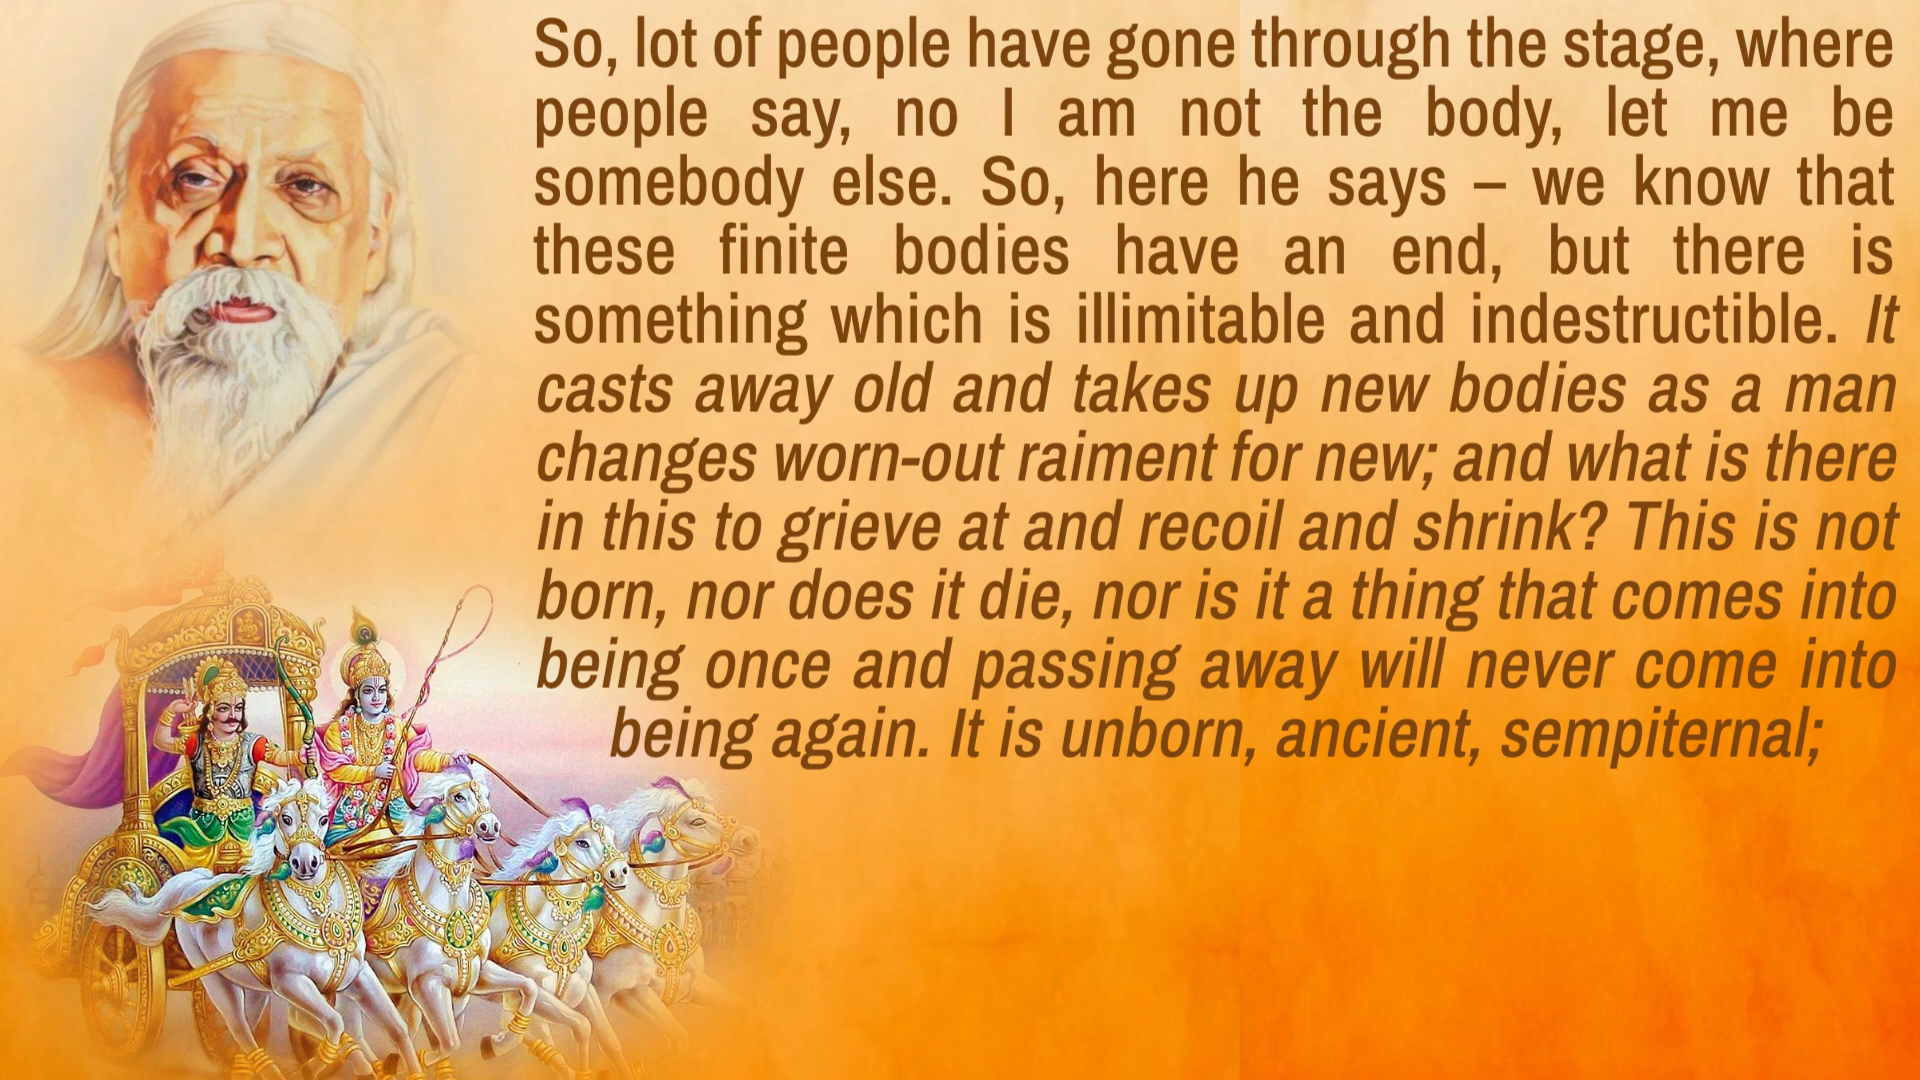 So, lot of people have gone through the stage, where
people say, no I am not the body, let me be
somebody else. So, here he says – we know that
these finite bodies have an end, but there is
something which is illimitable and indestructible. It
casts away old and takes up new bodies as a man
changes worn-out raiment for new; and what is there
in this to grieve at and recoil and shrink? This is not
born, nor does it die, nor is it a thing that comes into
being once and passing away will never come into
being again. It is unborn, ancient, sempiternal;